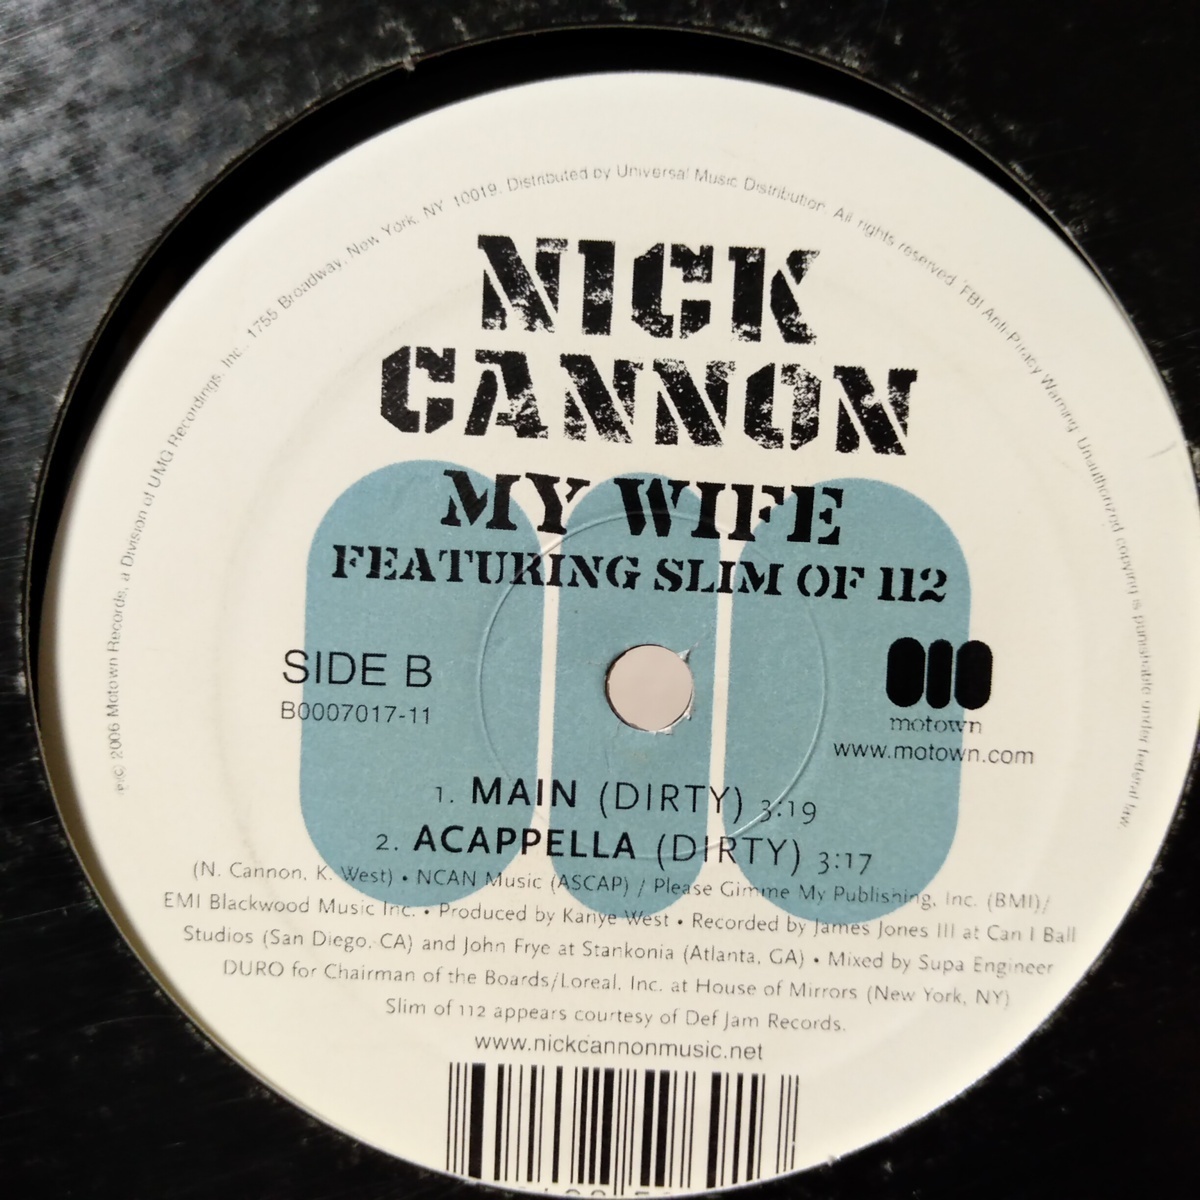 ℗© 2006 Motown Records, a Division of UMG Recordings, Inc., 1755 Broadway, New York, NY 10019. Distributed by Universal Music Distribution. All rights reserved. FBI Anti-Piracy Warning: Unauthorized copying is punishable under federal law.
NICK
CANNON
MY WIFE
FEATURING SLIM OF 112
SIDE B
B0007017-11
motown
www.motown.com
1. MAIN (DIRTY) 3:19
2. ACAPPELLA (DIRTY) 3:17
(N. Cannon, K. West) • NCAN Music (ASCAP) / Please Gimme My Publishing, Inc. (BMI)/
EMI Blackwood Music Inc. • Produced by Kanye West • Recorded by James Jones III at Can I Ball
Studios (San Diego, CA) and John Frye at Stankonia (Atlanta, GA) • Mixed by Supa Engineer
DURO for Chairman of the Boards/Loreal, Inc. at House of Mirrors (New York, NY)
Slim of 112 appears courtesy of Def Jam Records.
www.nickcannonmusic.net